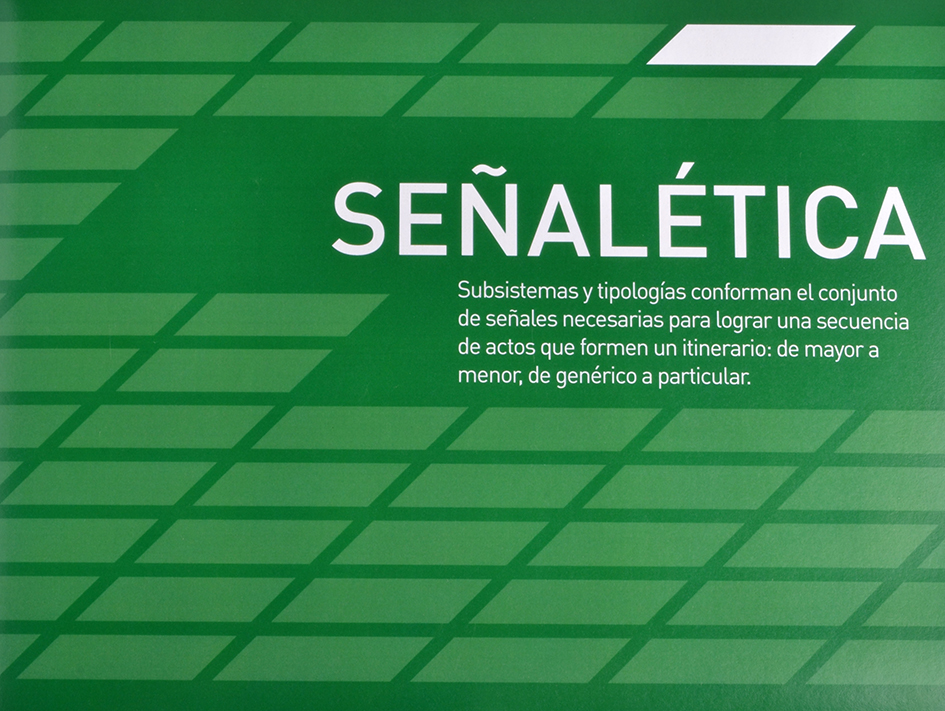 SEÑALÉTICA
Subsistemas y tipologías conforman el conjunto
de señales necesarias para lograr una secuencia
de actos que formen un itinerario: de mayor a
menor, de genérico a particular.